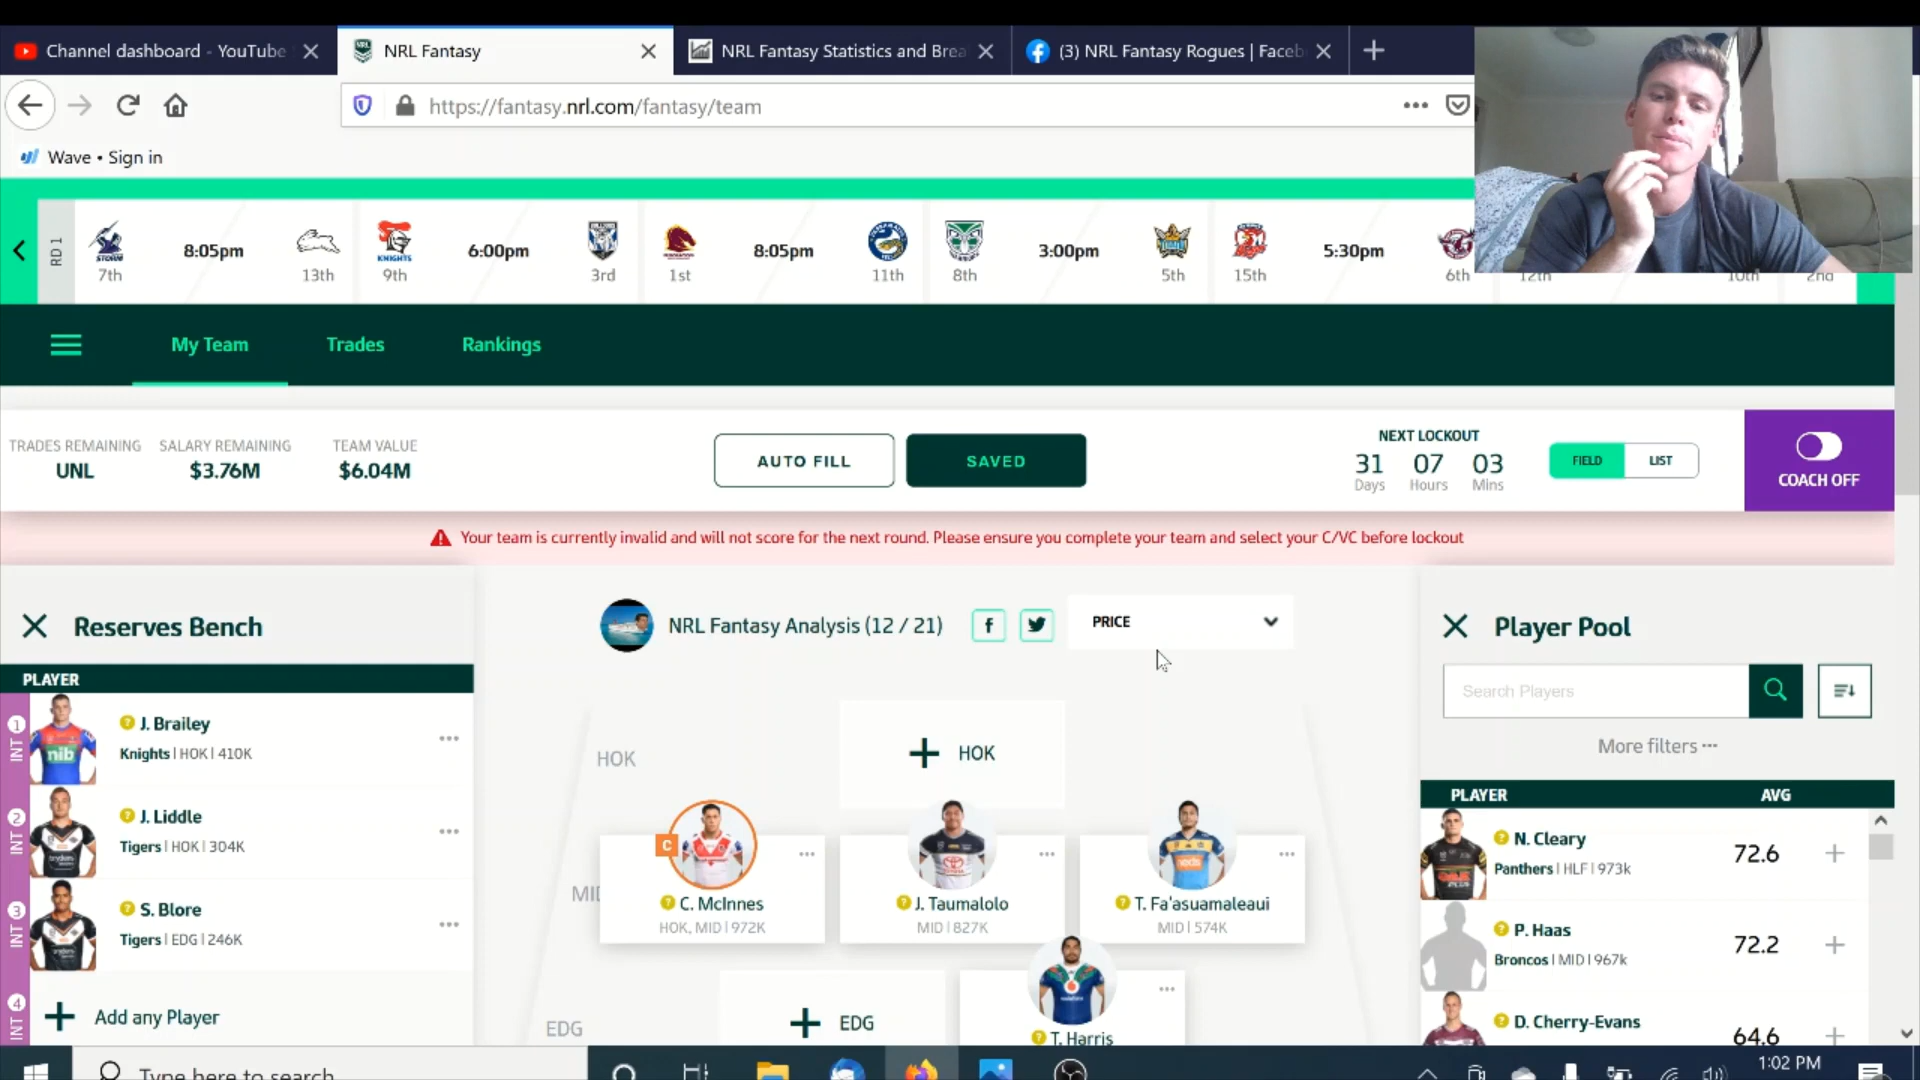 Channel dashboard - YouTube
NRL Fantasy
NRL Fantasy Statistics and Brea
(3) NRL Fantasy Rogues | Faceb
https://fantasy.nrl.com/fantasy/team
Wave • Sign in
RD 1
STORM
8:05pm
KNIGHTS
6:00pm
8:05pm
3:00pm
5:30pm
7th
13th
9th
3rd
1st
11th
8th
5th
15th
6th
12th
10th
2nd
My Team
Trades
Rankings
TRADES REMAINING
UNL
SALARY REMAINING
$3.76M
TEAM VALUE
$6.04M
AUTO FILL
SAVED
NEXT LOCKOUT
31 07 03
Days Hours Mins
FIELD
LIST
COACH OFF
Your team is currently invalid and will not score for the next round. Please ensure you complete your team and select your C/VC before lockout
Reserves Bench
PLAYER
INT 1
J. Brailey
Knights | HOK | 410K
INT 2
J. Liddle
Tigers | HOK | 304K
INT 3
S. Blore
Tigers | EDG | 246K
INT 4
Add any Player
NRL Fantasy Analysis (12 / 21)
PRICE
HOK
HOK
MID
C
C. McInnes
HOK, MID | 972K
J. Taumalolo
MID | 827K
T. Fa'asuamaleaui
MID | 574K
EDG
EDG
T. Harris
Player Pool
Search Players
More filters
PLAYER AVG
N. Cleary
Panthers | HLF | 973k
72.6
P. Haas
Broncos | MID | 967k
72.2
D. Cherry-Evans
64.6
Type here to search
1:02 PM